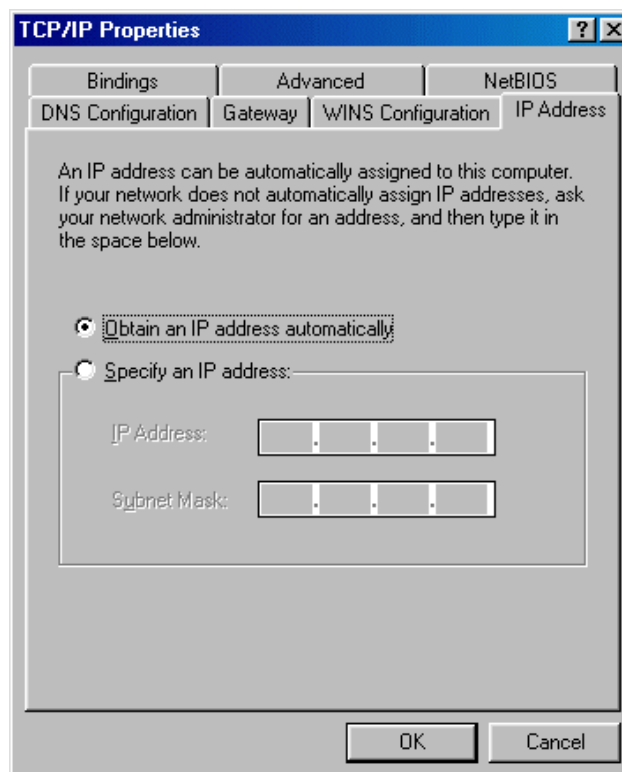 TCP/IP Properties
Bindings Advanced NetBIOS
DNS Configuration Gateway WINS Configuration IP Address
An IP address can be automatically assigned to this computer.
If your network does not automatically assign IP addresses, ask
your network administrator for an address, and then type it in
the space below.
Obtain an IP address automatically
Specify an IP address:
IP Address:
Subnet Mask:
OK Cancel